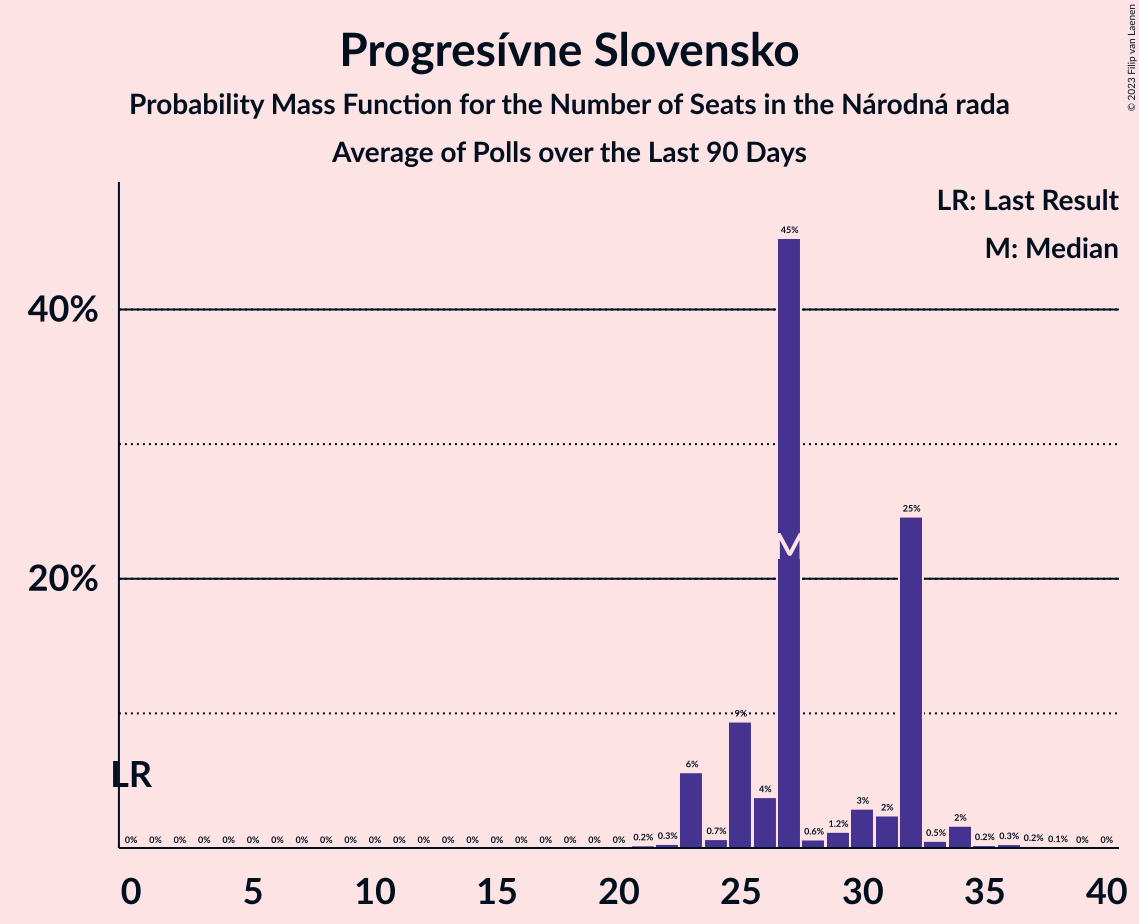 Progresívne Slovensko
Probability Mass Function for the Number of Seats in the Národná rada
Average of Polls over the Last 90 Days
© 2023 Filip van Laenen
LR: Last Result
M: Median
40%
20%
45%
M
25%
9%
6%
4%
LR
0% 0% 0% 0% 0% 0% 0% 0% 0% 0% 0% 0% 0% 0% 0% 0% 0% 0% 0% 0% 0% 0.2% 0.3% 0.7% 0.6% 1.2% 3% 2% 0.5% 2% 0.2% 0.3% 0.2% 0.1% 0% 0%
0 5 10 15 20 25 30 35 40